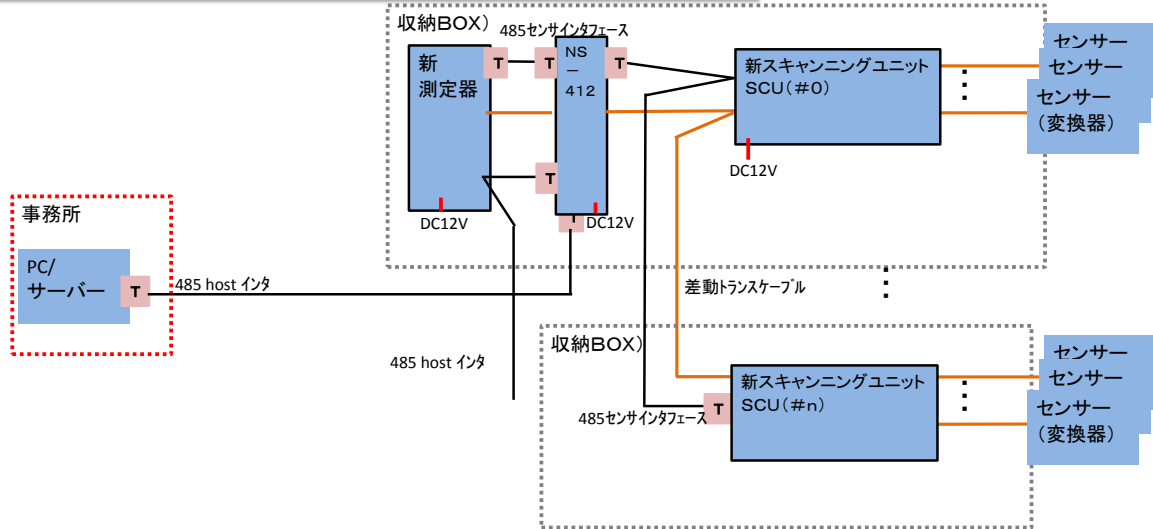 収納BOX）
485センサインタフェース
新
測定器
T
T
NS
－
412
T
新スキャンニングユニット
SCU（#0）
センサー
センサー
センサー
（変換器）
T
DC12V
DC12V
DC12V
事務所
PC/
サーバー
T
485 host インタ
差動トランスケーブル
485 host インタ
収納BOX）
新スキャンニングユニット
SCU（#n）
T
485センサインタフェース
センサー
センサー
センサー
（変換器）